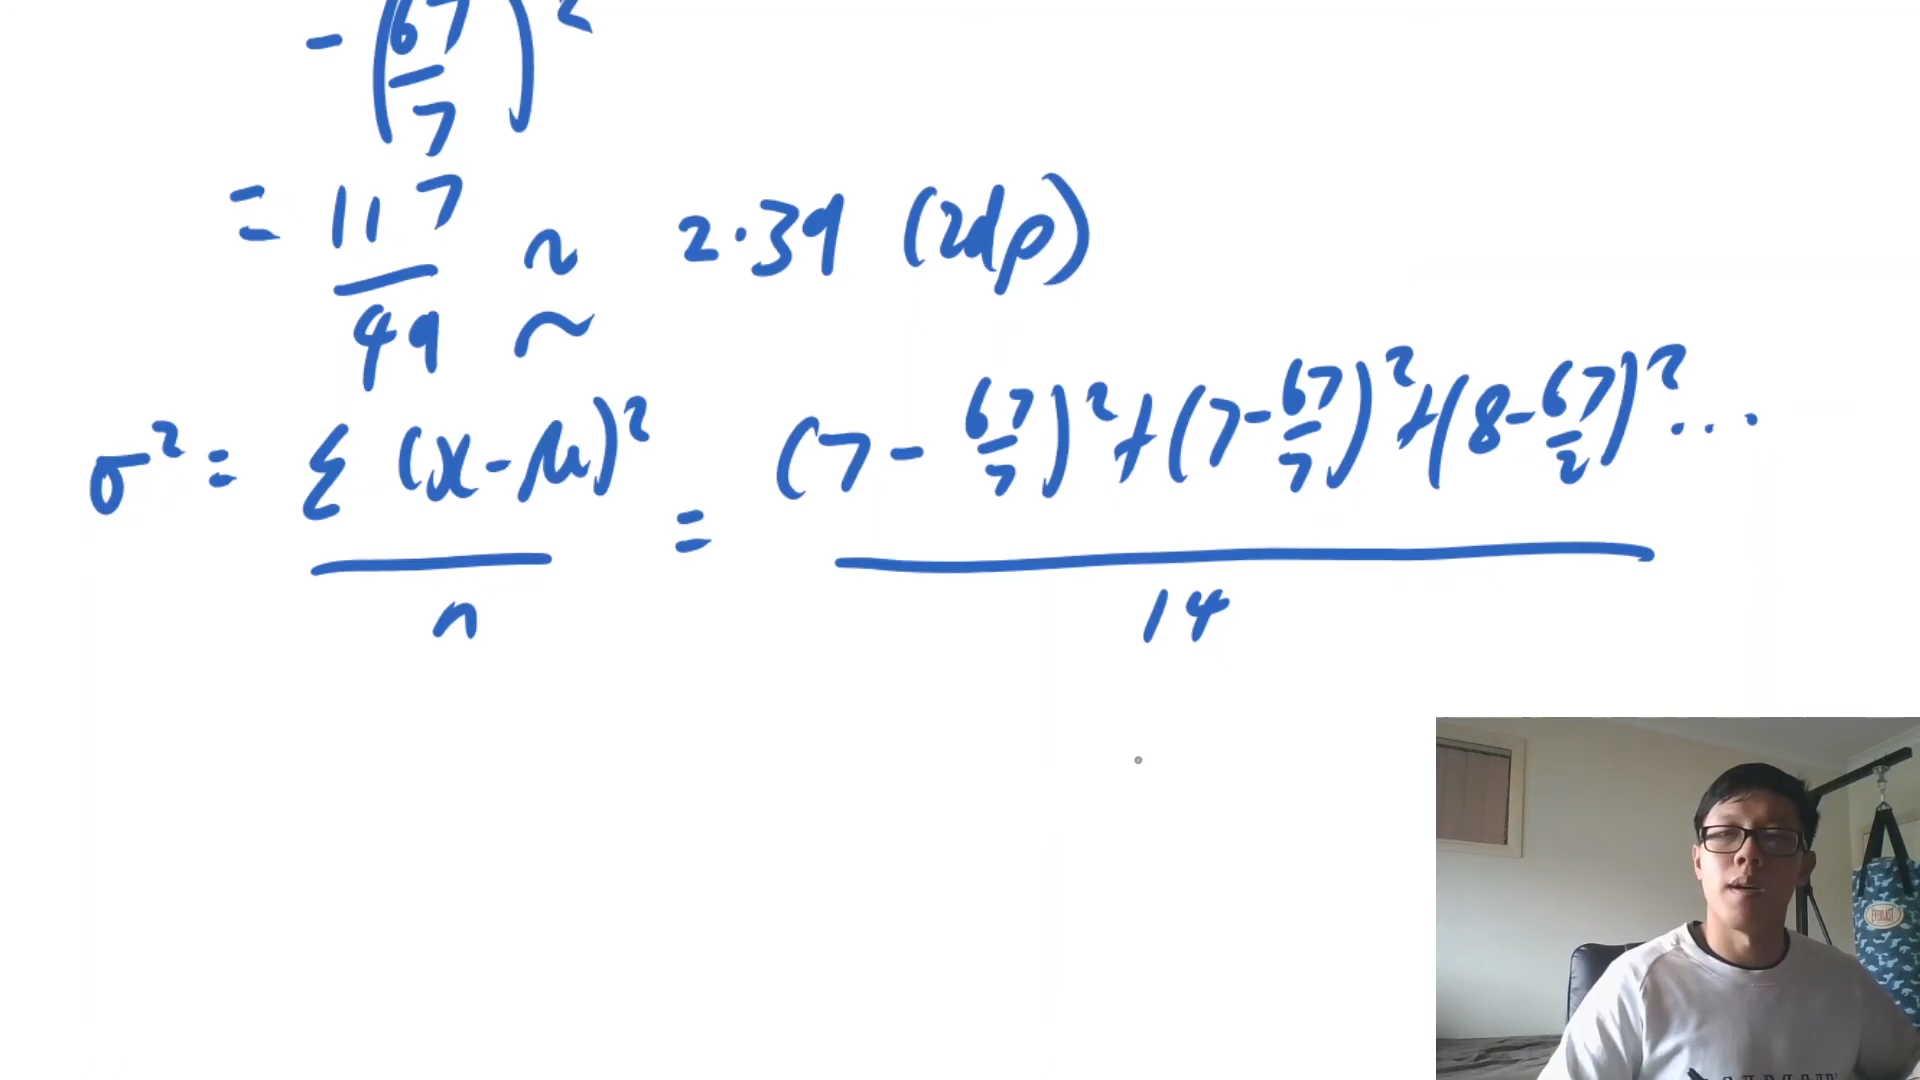 - (67/7)²
= 117/49 ≈ 2.39 (2dp)
σ² = Σ (x-μ)² / n = (7 - 67/7)² + (7 - 67/7)² + (8 - 67/2)² ... / 14
EVERLAST